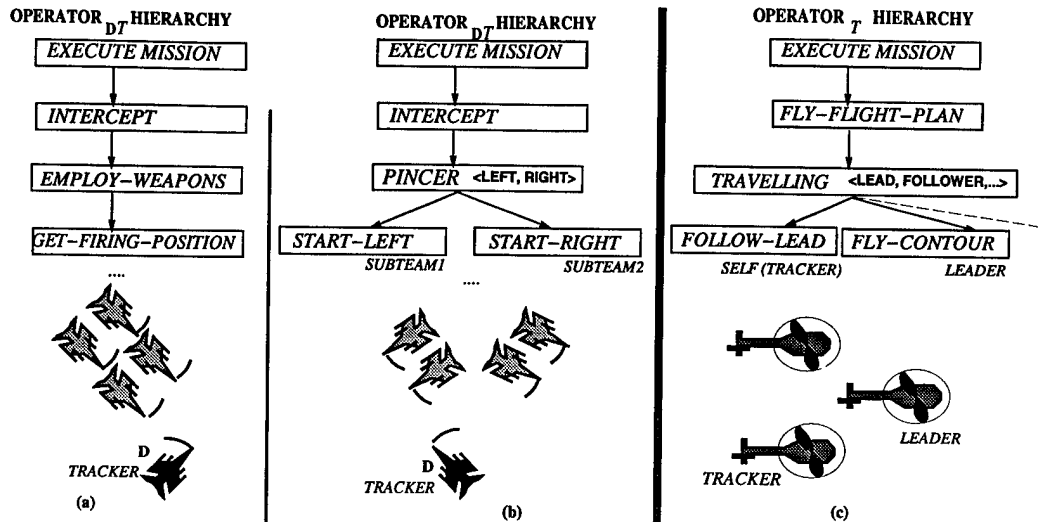 OPERATOR DT HIERARCHY
EXECUTE MISSION
INTERCEPT
EMPLOY-WEAPONS
GET-FIRING-POSITION
....
D
TRACKER
(a)
OPERATOR DT HIERARCHY
EXECUTE MISSION
INTERCEPT
PINCER <LEFT, RIGHT>
START-LEFT START-RIGHT
SUBTEAM1 SUBTEAM2
....
D
TRACKER
(b)
OPERATOR T HIERARCHY
EXECUTE MISSION
FLY-FLIGHT-PLAN
TRAVELLING <LEAD, FOLLOWER,...>
FOLLOW-LEAD FLY-CONTOUR
SELF (TRACKER) LEADER
LEADER
TRACKER
(c)